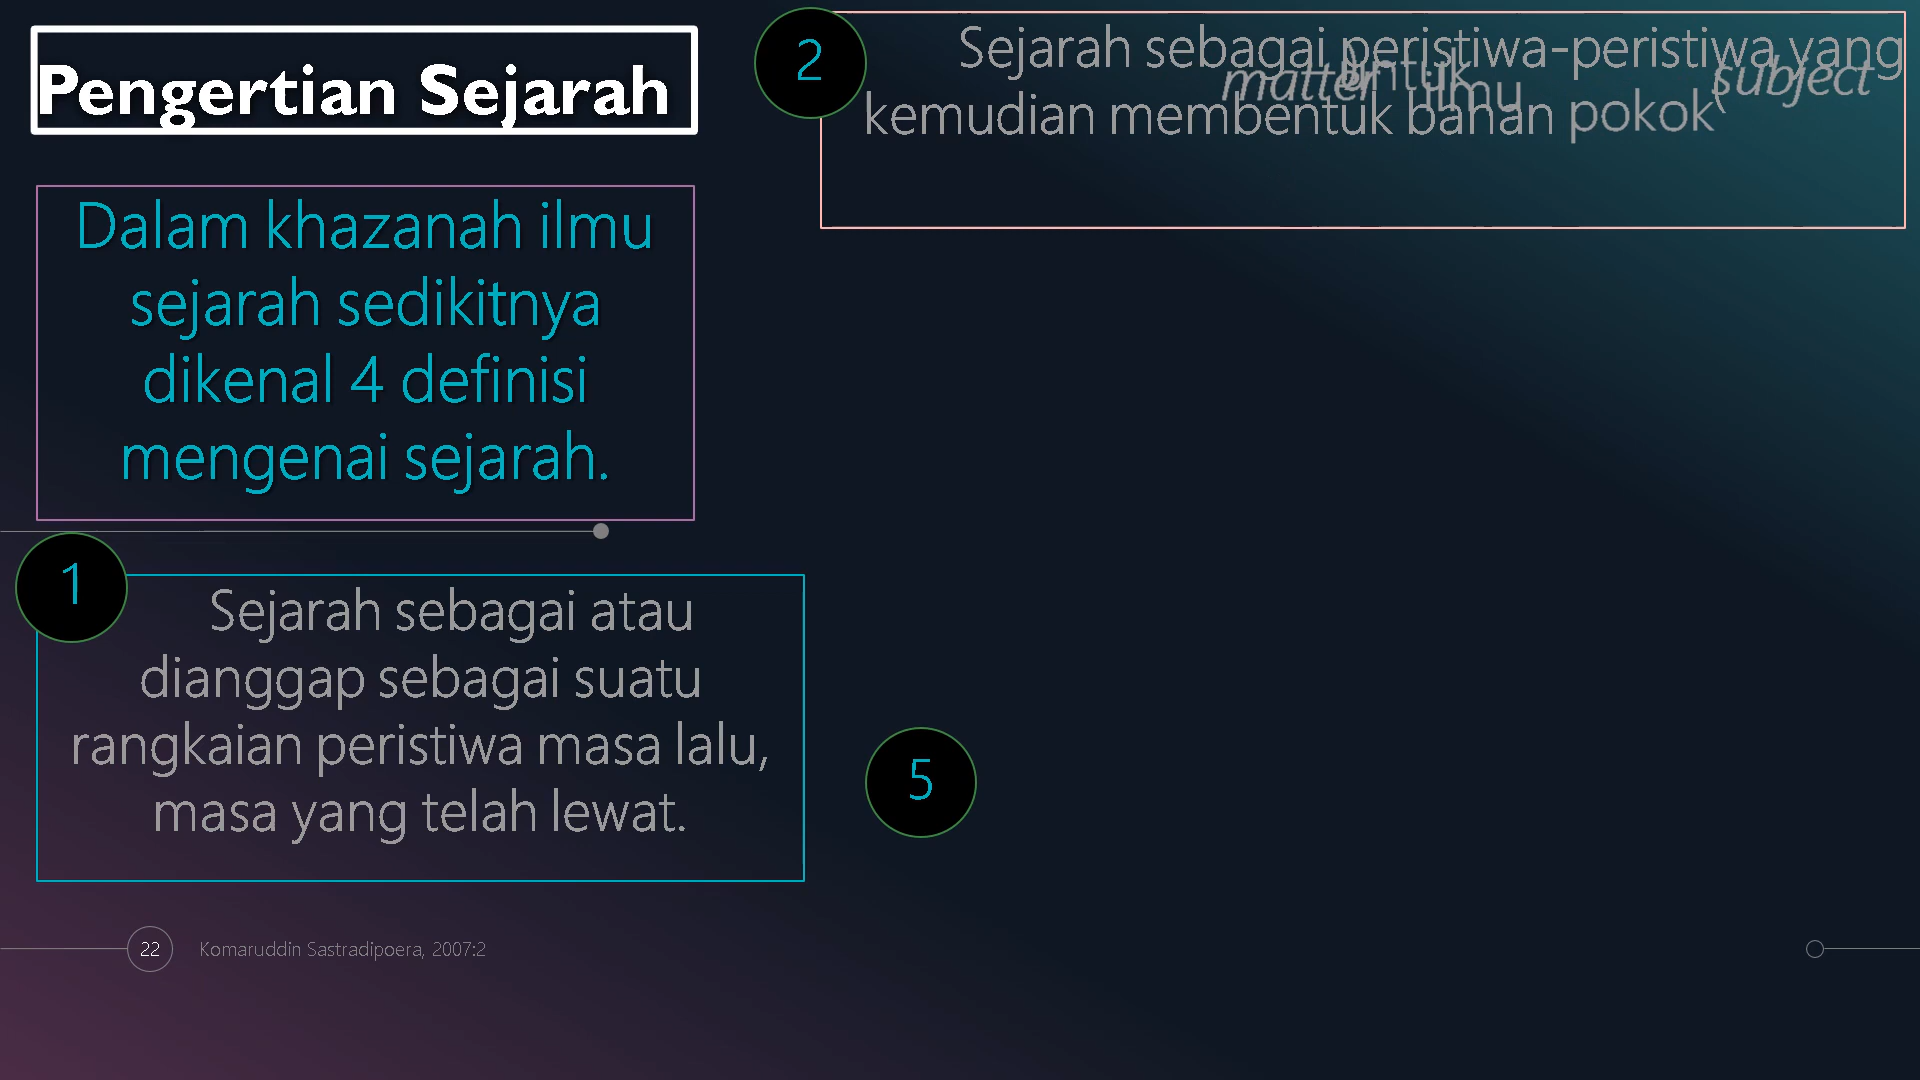 Pengertian Sejarah
Dalam khazanah ilmu
sejarah sedikitnya
dikenal 4 definisi
mengenai sejarah.
1
Sejarah sebagai atau
dianggap sebagai suatu
rangkaian peristiwa masa lalu,
masa yang telah lewat.
2
Sejarah sebagai peristiwa-peristiwa yang
kemudian membentuk bahan pokok
(subject
matter)
untuk
ilmu
5
22
Komaruddin Sastradipoera, 2007:2